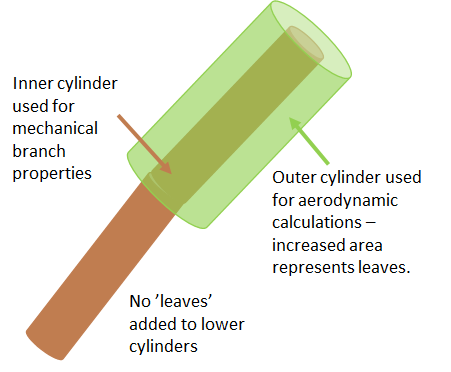 Inner cylinder
used for
mechanical
branch
properties
Outer cylinder used
for aerodynamic
calculations –
increased area
represents leaves.
No ’leaves’
added to lower
cylinders